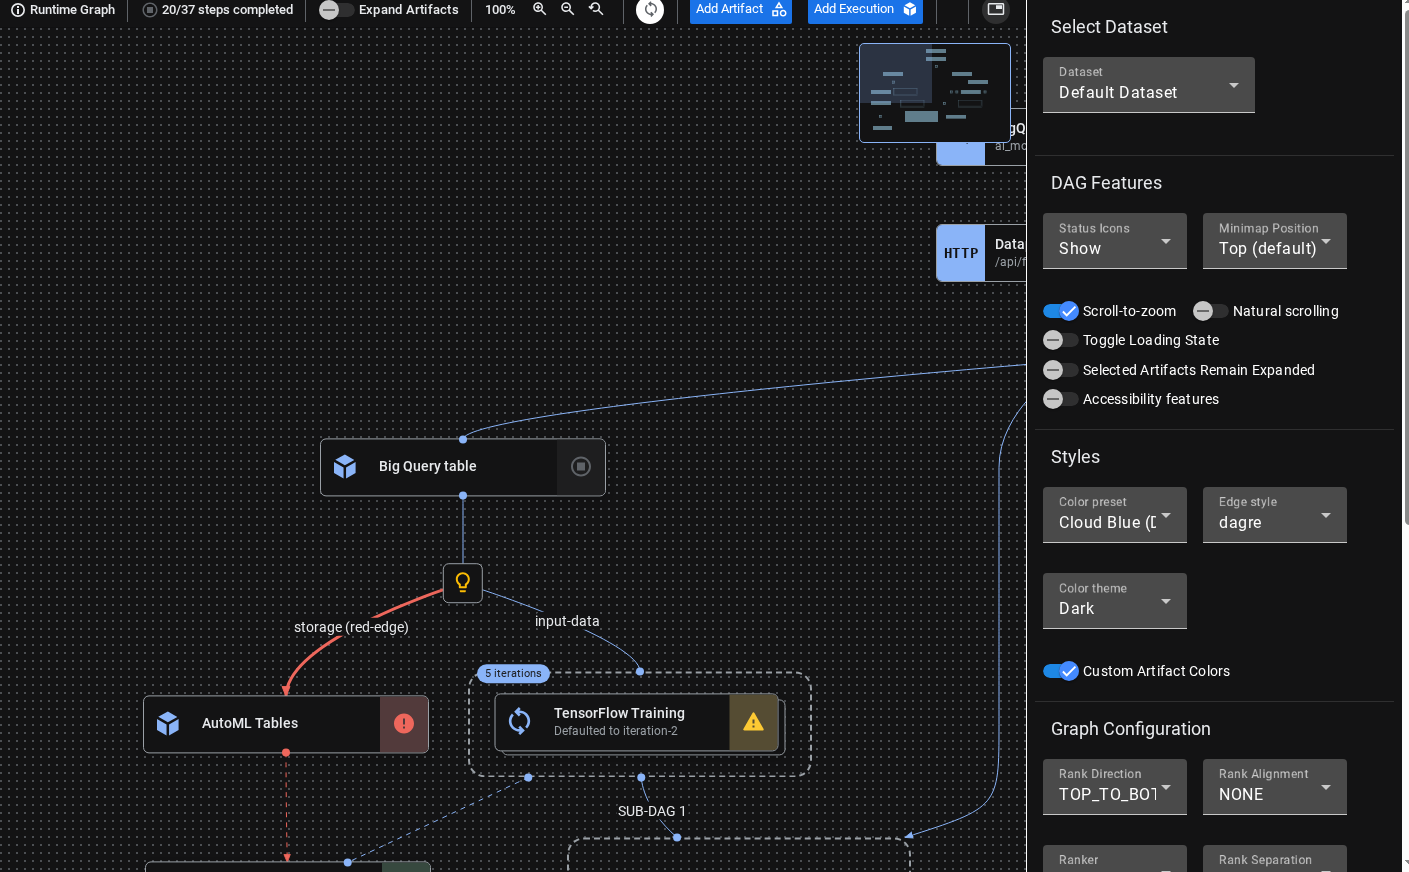 Runtime Graph
20/37 steps completed
Expand Artifacts
100%
Add Artifact
Add Execution
HTTP
Data
/api/f
Big Query table
storage (red-edge)
input-data
5 iterations
AutoML Tables
TensorFlow Training
Defaulted to iteration-2
SUB-DAG 1
Select Dataset
Dataset
Default Dataset
DAG Features
Status Icons
Show
Minimap Position
Top (default)
Scroll-to-zoom
Natural scrolling
Toggle Loading State
Selected Artifacts Remain Expanded
Accessibility features
Styles
Color preset
Cloud Blue (D
Edge style
dagre
Color theme
Dark
Custom Artifact Colors
Graph Configuration
Rank Direction
TOP_TO_BOT
Rank Alignment
NONE
Ranker
Rank Separation